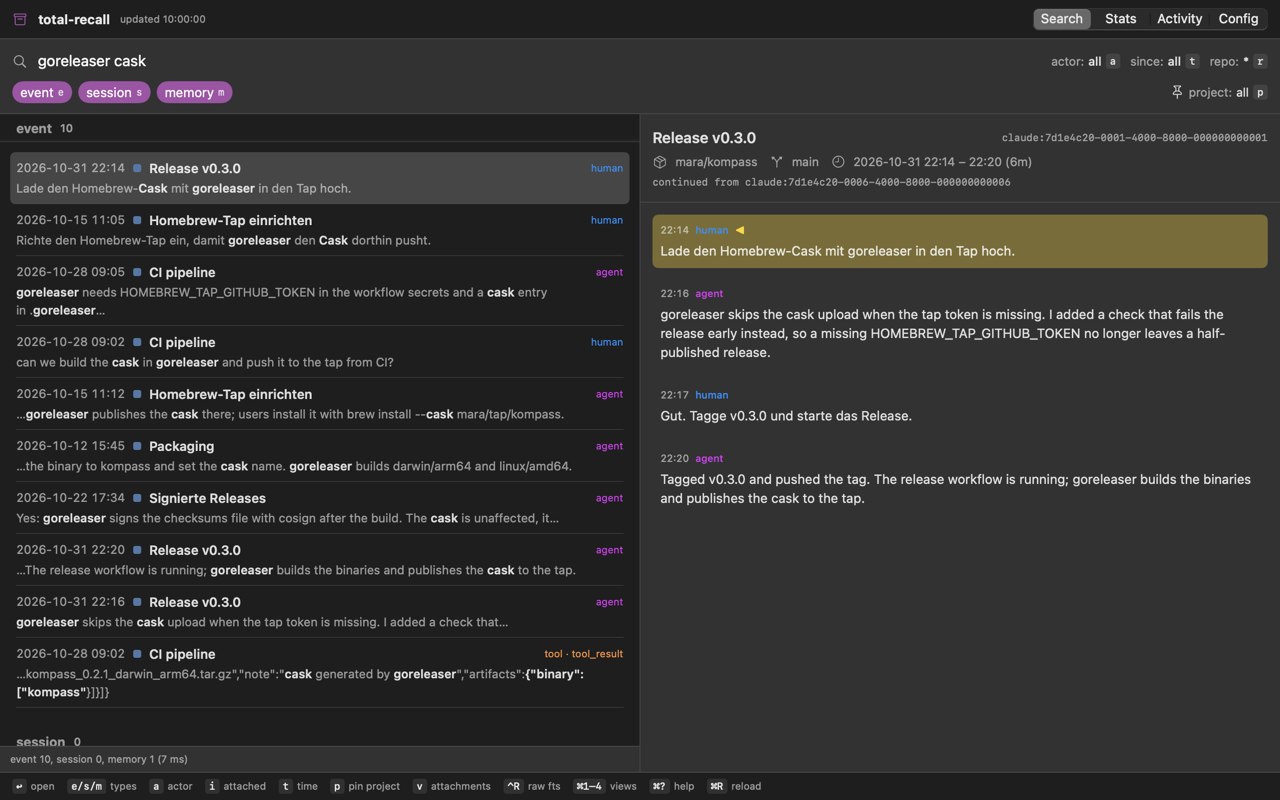 total-recall updated 10:00:00
Search Stats Activity Config
goreleaser cask
actor: all a since: all t repo: * r
event e session s memory m
project: all p
event 10
2026-10-31 22:14 Release v0.3.0 human
Lade den Homebrew-Cask mit goreleaser in den Tap hoch.
2026-10-15 11:05 Homebrew-Tap einrichten human
Richte den Homebrew-Tap ein, damit goreleaser den Cask dorthin pusht.
2026-10-28 09:05 CI pipeline agent
goreleaser needs HOMEBREW_TAP_GITHUB_TOKEN in the workflow secrets and a cask entry
in .goreleaser…
2026-10-28 09:02 CI pipeline human
can we build the cask in goreleaser and push it to the tap from CI?
2026-10-15 11:12 Homebrew-Tap einrichten agent
…goreleaser publishes the cask there; users install it with brew install --cask mara/tap/kompass.
2026-10-12 15:45 Packaging agent
…the binary to kompass and set the cask name. goreleaser builds darwin/arm64 and linux/amd64.
2026-10-22 17:34 Signierte Releases agent
Yes: goreleaser signs the checksums file with cosign after the build. The cask is unaffected, it…
2026-10-31 22:20 Release v0.3.0 agent
…The release workflow is running; goreleaser builds the binaries and publishes the cask to the tap.
2026-10-31 22:16 Release v0.3.0 agent
goreleaser skips the cask upload when the tap token is missing. I added a check that…
2026-10-28 09:02 CI pipeline tool · tool_result
…kompass_0.2.1_darwin_arm64.tar.gz","note":"cask generated by goreleaser","artifacts":{"binary":
["kompass"}]}]}
session 0
event 10, session 0, memory 1 (7 ms)
Release v0.3.0 claude:7d1e4c20-0001-4000-8000-000000000001
mara/kompass main 2026-10-31 22:14 – 22:20 (6m)
continued from claude:7d1e4c20-0006-4000-8000-000000000006
22:14 human
Lade den Homebrew-Cask mit goreleaser in den Tap hoch.
22:16 agent
goreleaser skips the cask upload when the tap token is missing. I added a check that fails the
release early instead, so a missing HOMEBREW_TAP_GITHUB_TOKEN no longer leaves a half-
published release.
22:17 human
Gut. Tagge v0.3.0 und starte das Release.
22:20 agent
Tagged v0.3.0 and pushed the tag. The release workflow is running; goreleaser builds the binaries
and publishes the cask to the tap.
↩ open e/s/m types a actor i attached t time p pin project v attachments ^R raw fts ⌘1–4 views ⌘? help ⌘R reload